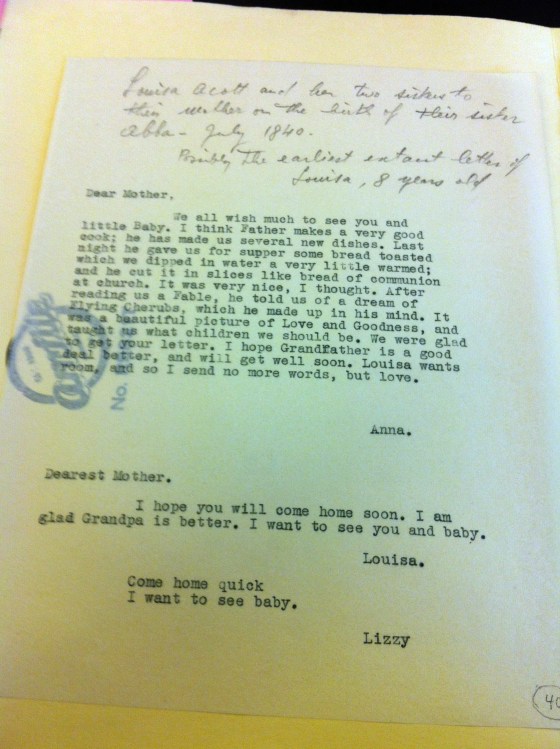 Louisa Acott and her two sisters to
their mother on the birth of their sister
Abba - July 1840.
Possibly the earliest extant letter of
Louisa, 8 years old
Dear Mother,
We all wish much to see you and
little Baby. I think Father makes a very good
cook; he has made us several new dishes. Last
night he gave us for supper some bread toasted
which we dipped in water a very little warmed;
and he cut it in slices like bread of communion
at church. It was very nice, I thought. After
reading us a Fable, he told us of a dream of
Flying Cherubs, which he made up in his mind. It
was a beautiful picture of Love and Goodness, and
taught us what children we should be. We were glad
to get your letter. I hope Grandfather is a good
deal better, and will get well soon. Louisa wants
room, and so I send no more words, but love.
No.
Anna.
Dearest Mother.
I hope you will come home soon. I am
glad Grandpa is better. I want to see you and baby.
Louisa.
Come home quick
I want to see baby.
Lizzy
40